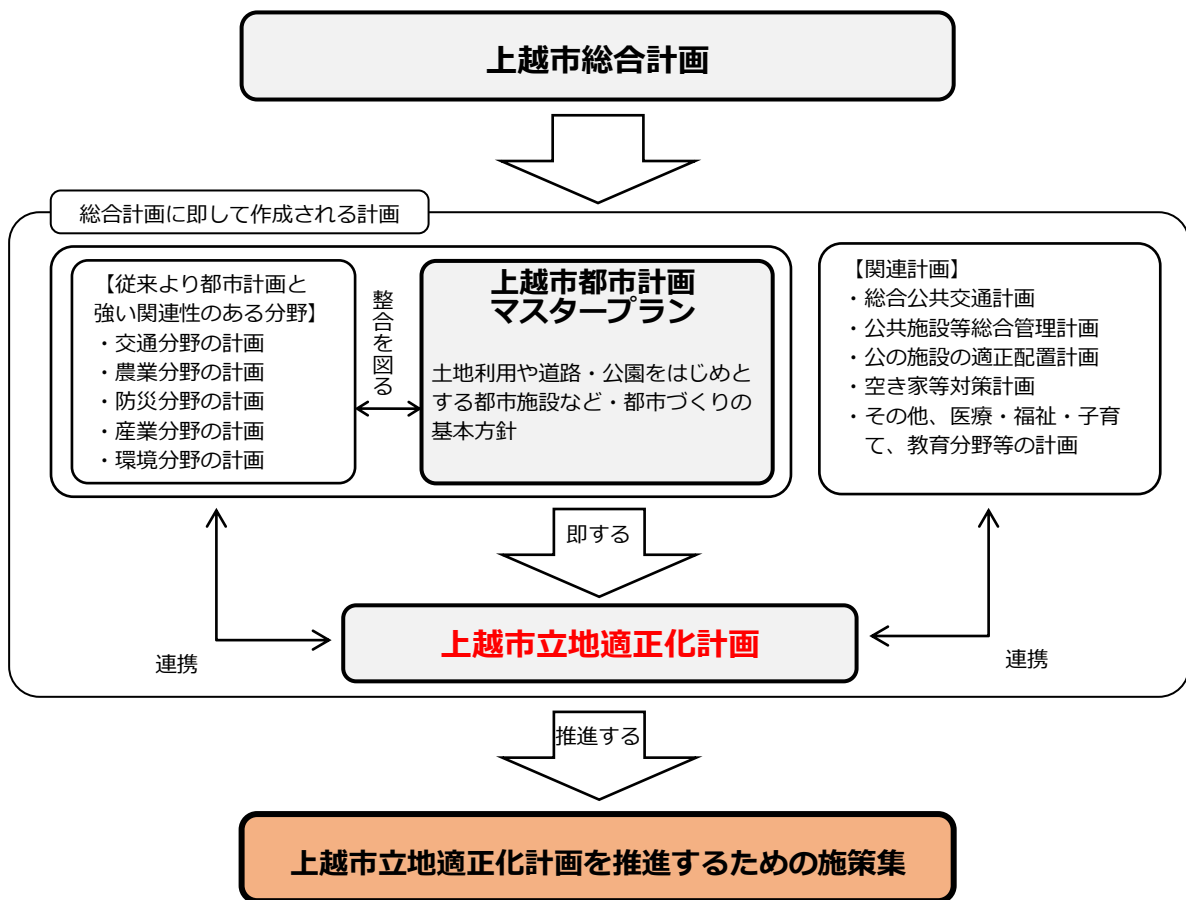 上越市総合計画
総合計画に即して作成される計画
【従来より都市計画と
強い関連性のある分野】
・交通分野の計画
・農業分野の計画
・防災分野の計画
・産業分野の計画
・環境分野の計画
整合を図る
上越市都市計画
マスタープラン
土地利用や道路・公園をはじめと
する都市施設など・都市づくりの
基本方針
【関連計画】
・総合公共交通計画
・公共施設等総合管理計画
・公の施設の適正配置計画
・空き家等対策計画
・その他、医療・福祉・子育
て、教育分野等の計画
即する
上越市立地適正化計画
連携
連携
推進する
上越市立地適正化計画を推進するための施策集